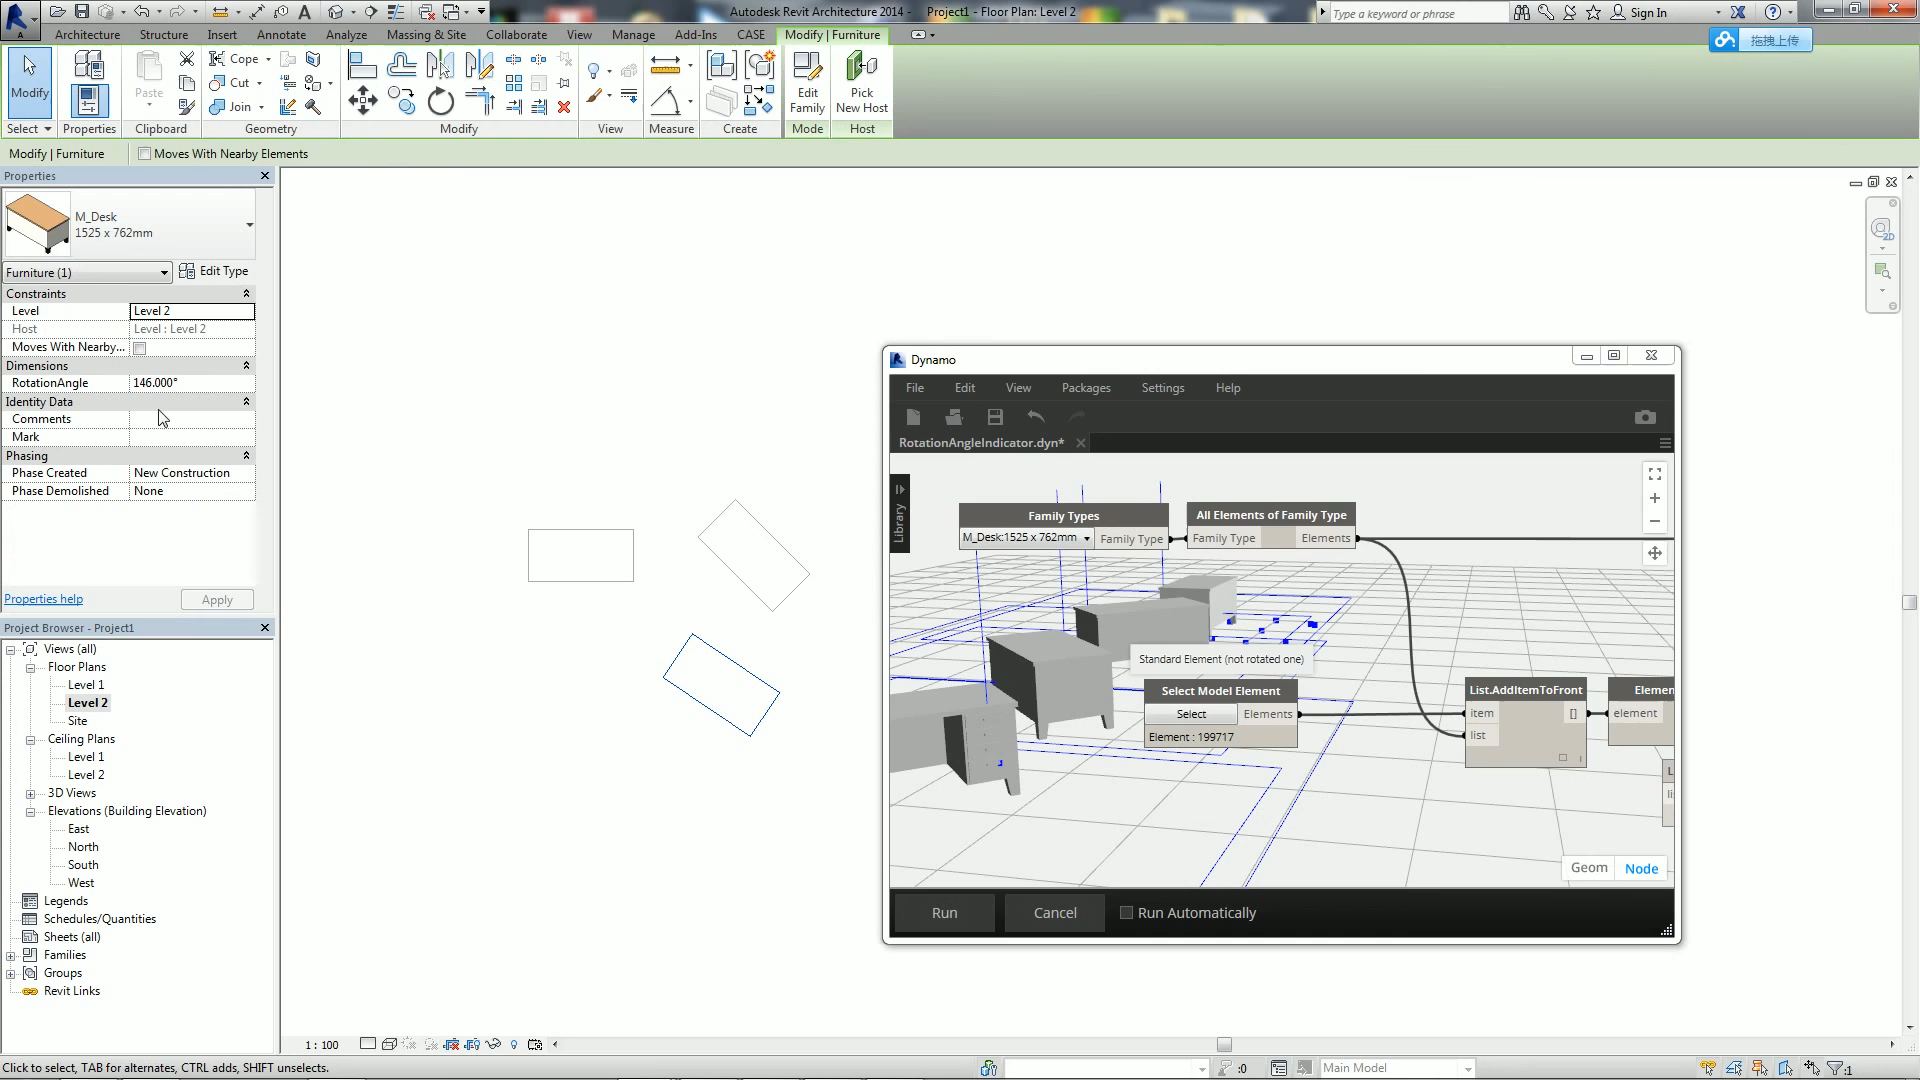 Autodesk Revit Architecture 2014 - Project1 - Floor Plan: Level 2
Type a keyword or phrase
Sign In
Architecture Structure Insert Annotate Analyze Massing & Site Collaborate View Manage Add-Ins CASE Modify | Furniture
拖拽上传
Modify
Paste
Cope
Cut
Join
Edit Family
Pick New Host
Select Properties Clipboard Geometry Modify View Measure Create Mode Host
Modify | Furniture
Moves With Nearby Elements
Properties
M_Desk
1525 x 762mm
Furniture (1)
Edit Type
Constraints
Level Level 2
Host Level : Level 2
Moves With Nearby...
Dimensions
RotationAngle 146.000°
Identity Data
Comments
Mark
Phasing
Phase Created New Construction
Phase Demolished None
Properties help
Apply
Project Browser - Project1
Views (all)
Floor Plans
Level 1
Level 2
Site
Ceiling Plans
Level 1
Level 2
3D Views
Elevations (Building Elevation)
East
North
South
West
Legends
Schedules/Quantities
Sheets (all)
Families
Groups
Revit Links
2D
Dynamo
File Edit View Packages Settings Help
RotationAngleIndicator.dyn*
Library
Family Types
M_Desk:1525 x 762mm
Family Type
All Elements of Family Type
Family Type Elements
Standard Element (not rotated one)
Select Model Element
Select Elements
Element : 199717
List.AddItemToFront
item []
list
Elemen
element
L
li
Geom Node
Run Cancel Run Automatically
1 : 100
Click to select, TAB for alternates, CTRL adds, SHIFT unselects.
:0
Main Model
:1